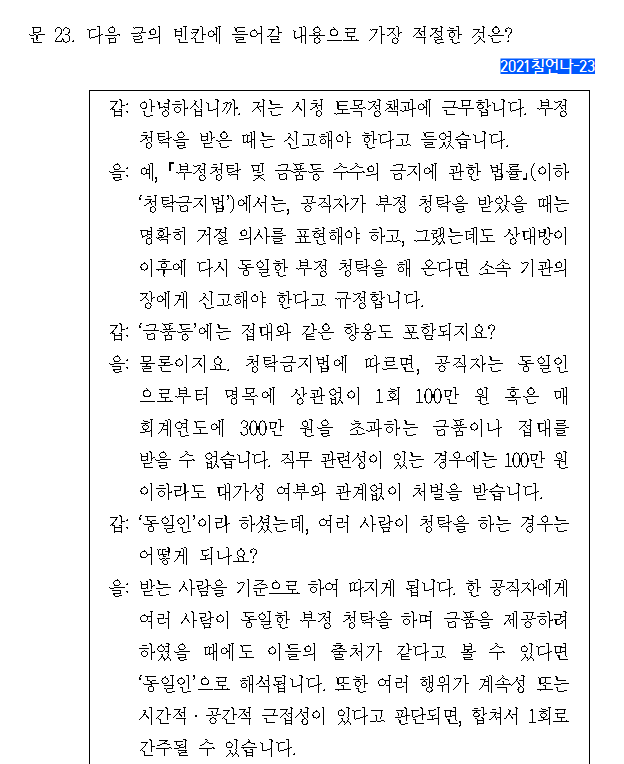 문 23. 다음 글의 빈칸에 들어갈 내용으로 가장 적절한 것은?
2021칠언나-23
갑: 안녕하십니까. 저는 시청 토목정책과에 근무합니다. 부정
청탁을 받은 때는 신고해야 한다고 들었습니다.
을: 예, 「부정청탁 및 금품등 수수의 금지에 관한 법률」(이하
‘청탁금지법’)에서는, 공직자가 부정 청탁을 받았을 때는
명확히 거절 의사를 표현해야 하고, 그랬는데도 상대방이
이후에 다시 동일한 부정 청탁을 해 온다면 소속 기관의
장에게 신고해야 한다고 규정합니다.
갑: ‘금품등’에는 접대와 같은 향응도 포함되지요?
을: 물론이지요. 청탁금지법에 따르면, 공직자는 동일인
으로부터 명목에 상관없이 1회 100만 원 혹은 매
회계연도에 300만 원을 초과하는 금품이나 접대를
받을 수 없습니다. 직무 관련성이 있는 경우에는 100만 원
이하라도 대가성 여부와 관계없이 처벌을 받습니다.
갑: ‘동일인’이라 하셨는데, 여러 사람이 청탁을 하는 경우는
어떻게 되나요?
을: 받는 사람을 기준으로 하여 따지게 됩니다. 한 공직자에게
여러 사람이 동일한 부정 청탁을 하며 금품을 제공하려
하였을 때에도 이들의 출처가 같다고 볼 수 있다면
‘동일인’으로 해석됩니다. 또한 여러 행위가 계속성 또는
시간적·공간적 근접성이 있다고 판단되면, 합쳐서 1회로
간주될 수 있습니다.